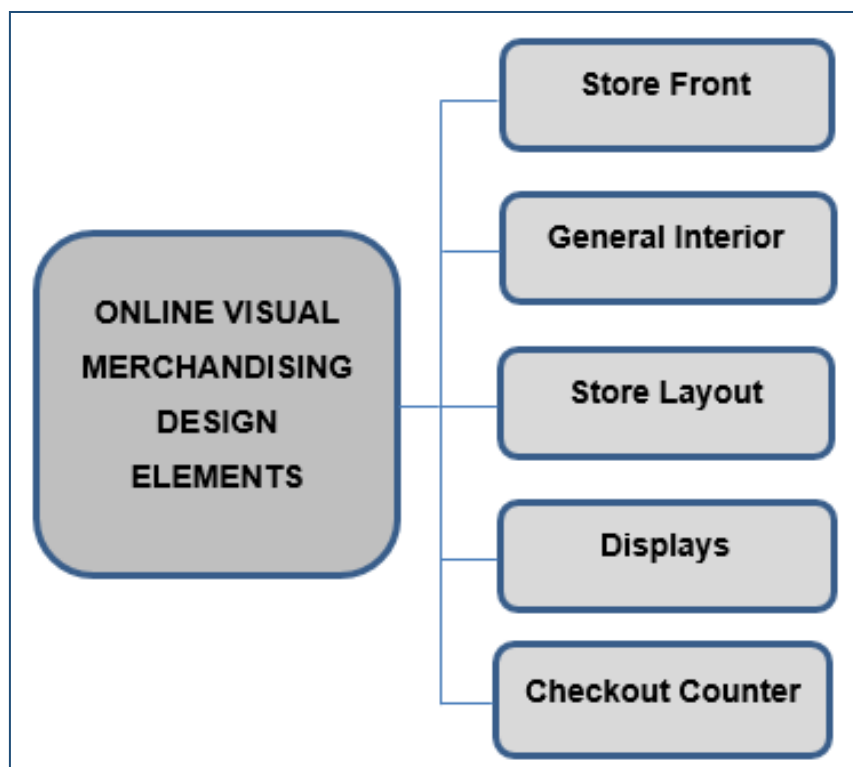 ONLINE VISUAL
MERCHANDISING
DESIGN
ELEMENTS
Store Front
General Interior
Store Layout
Displays
Checkout Counter